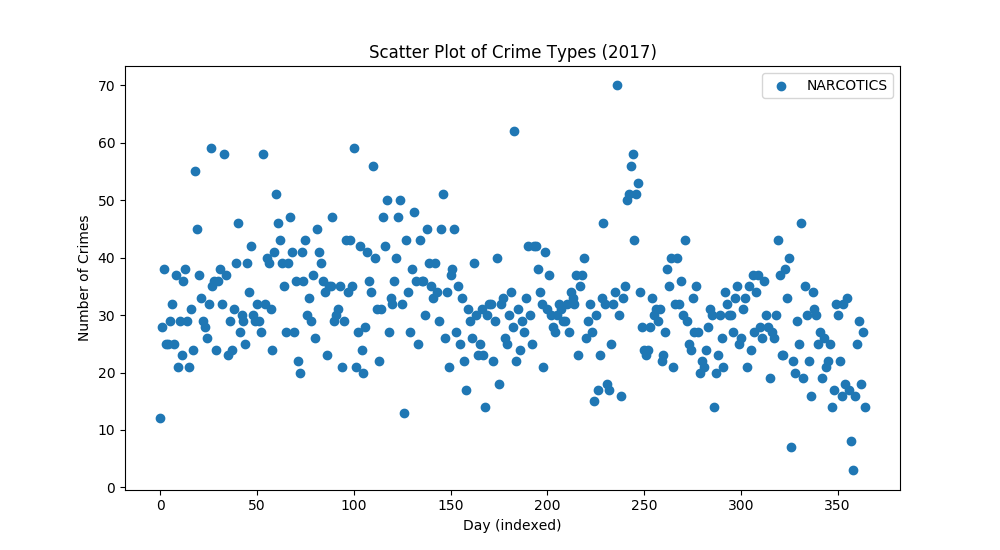 Scatter Plot of Crime Types (2017)
NARCOTICS
Number of Crimes
70
60
50
40
30
20
10
0
0 50 100 150 200 250 300 350
Day (indexed)